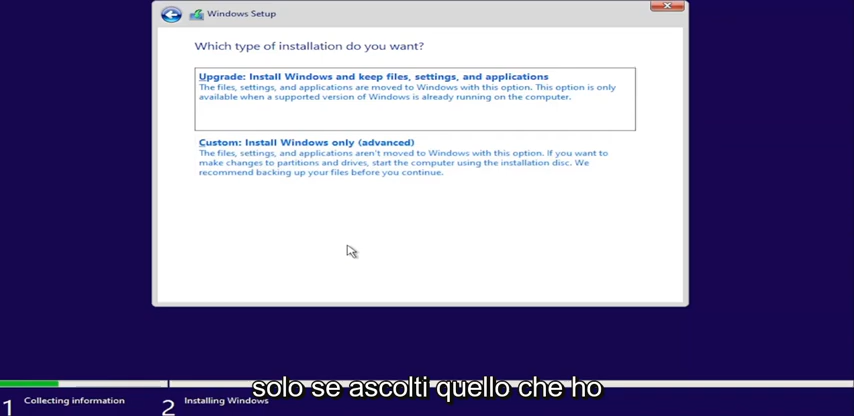 Windows Setup
Which type of installation do you want?
Upgrade: Install Windows and keep files, settings, and applications
The files, settings, and applications are moved to Windows with this option. This option is only
available when a supported version of Windows is already running on the computer.
Custom: Install Windows only (advanced)
The files, settings, and applications aren't moved to Windows with this option. If you want to
make changes to partitions and drives, start the computer using the installation disc. We
recommend backing up your files before you continue.
solo se ascolti quello che ho
1 Collecting information
2 Installing Windows